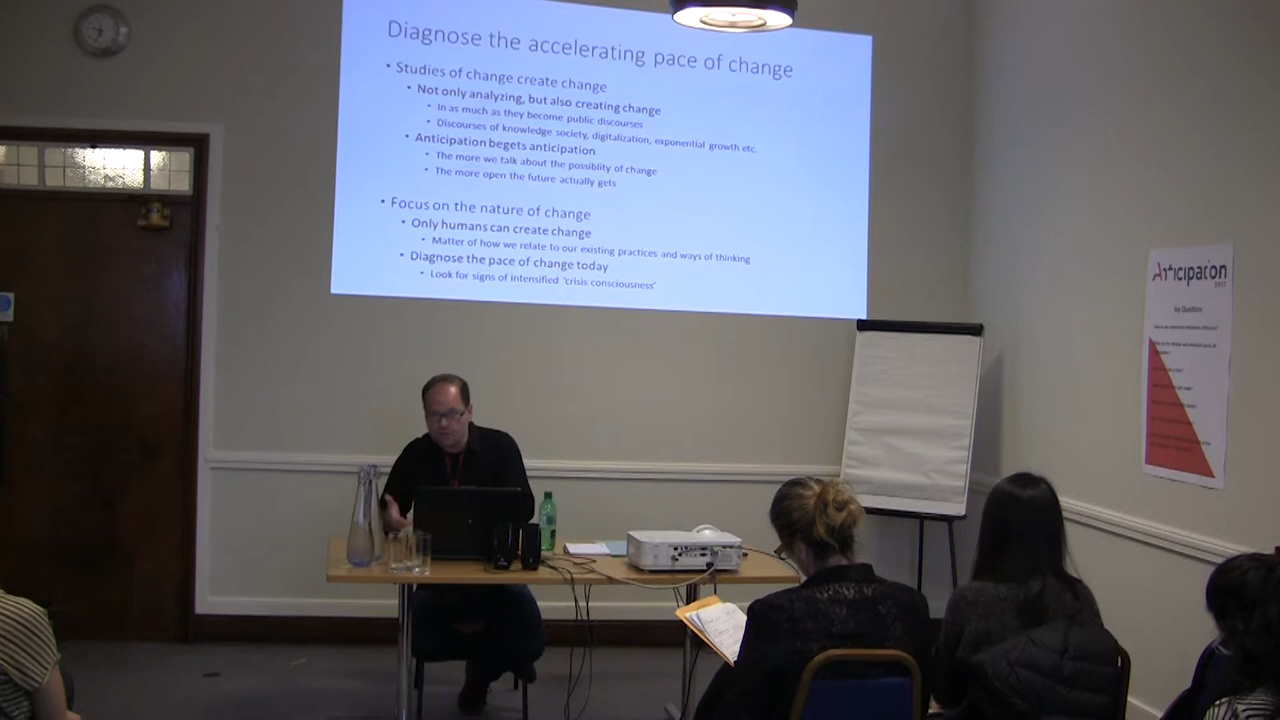 Diagnose the accelerating pace of change
• Studies of change create change
• Not only analyzing, but also creating change
• In as much as they become public discourses
• Discourses of knowledge society, digitalization, exponential growth etc.
• Anticipation begets anticipation
• The more we talk about the possiblity of change
• The more open the future actually gets
• Focus on the nature of change
• Only humans can create change
• Matter of how we relate to our existing practices and ways of thinking
• Diagnose the pace of change today
• Look for signs of intensified 'crisis consciousness'
Anticipation
2017
Key Questions